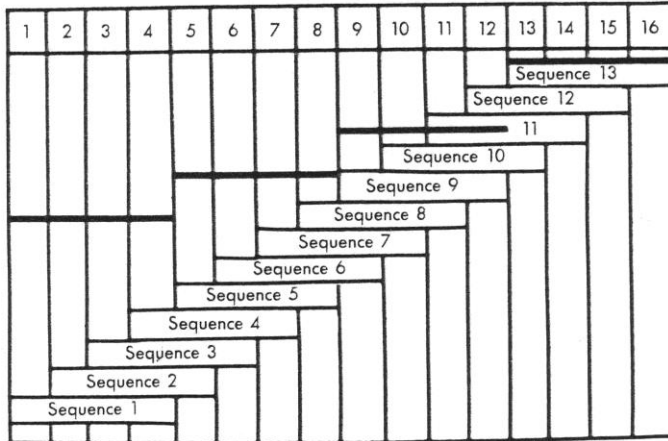 1 2 3 4 5 6 7 8 9 10 11 12 13 14 15 16
Sequence 13
Sequence 12
11
Sequence 10
Sequence 9
Sequence 8
Sequence 7
Sequence 6
Sequence 5
Sequence 4
Sequence 3
Sequence 2
Sequence 1